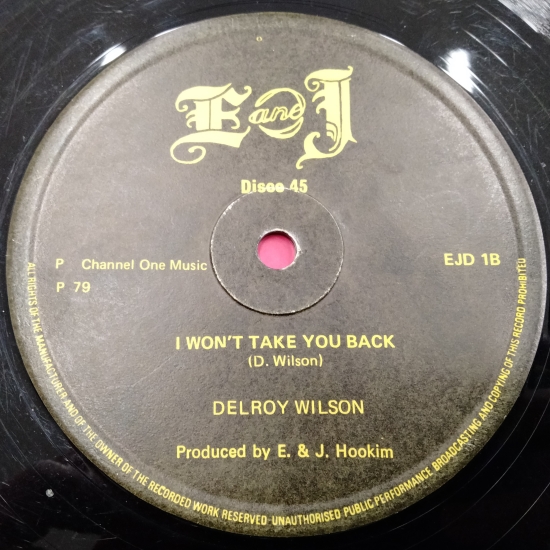 E and J
Disco 45
P Channel One Music
P 79
EJD 1B
I WON'T TAKE YOU BACK
(D. Wilson)
DELROY WILSON
Produced by E. & J. Hookim
ALL RIGHTS OF THE MANUFACTURER AND OF THE OWNER OF THE RECORDED WORK RESERVED-UNAUTHORISED PUBLIC PERFORMANCE BROADCASTING AND COPYING OF THIS RECORD PROHIBITED